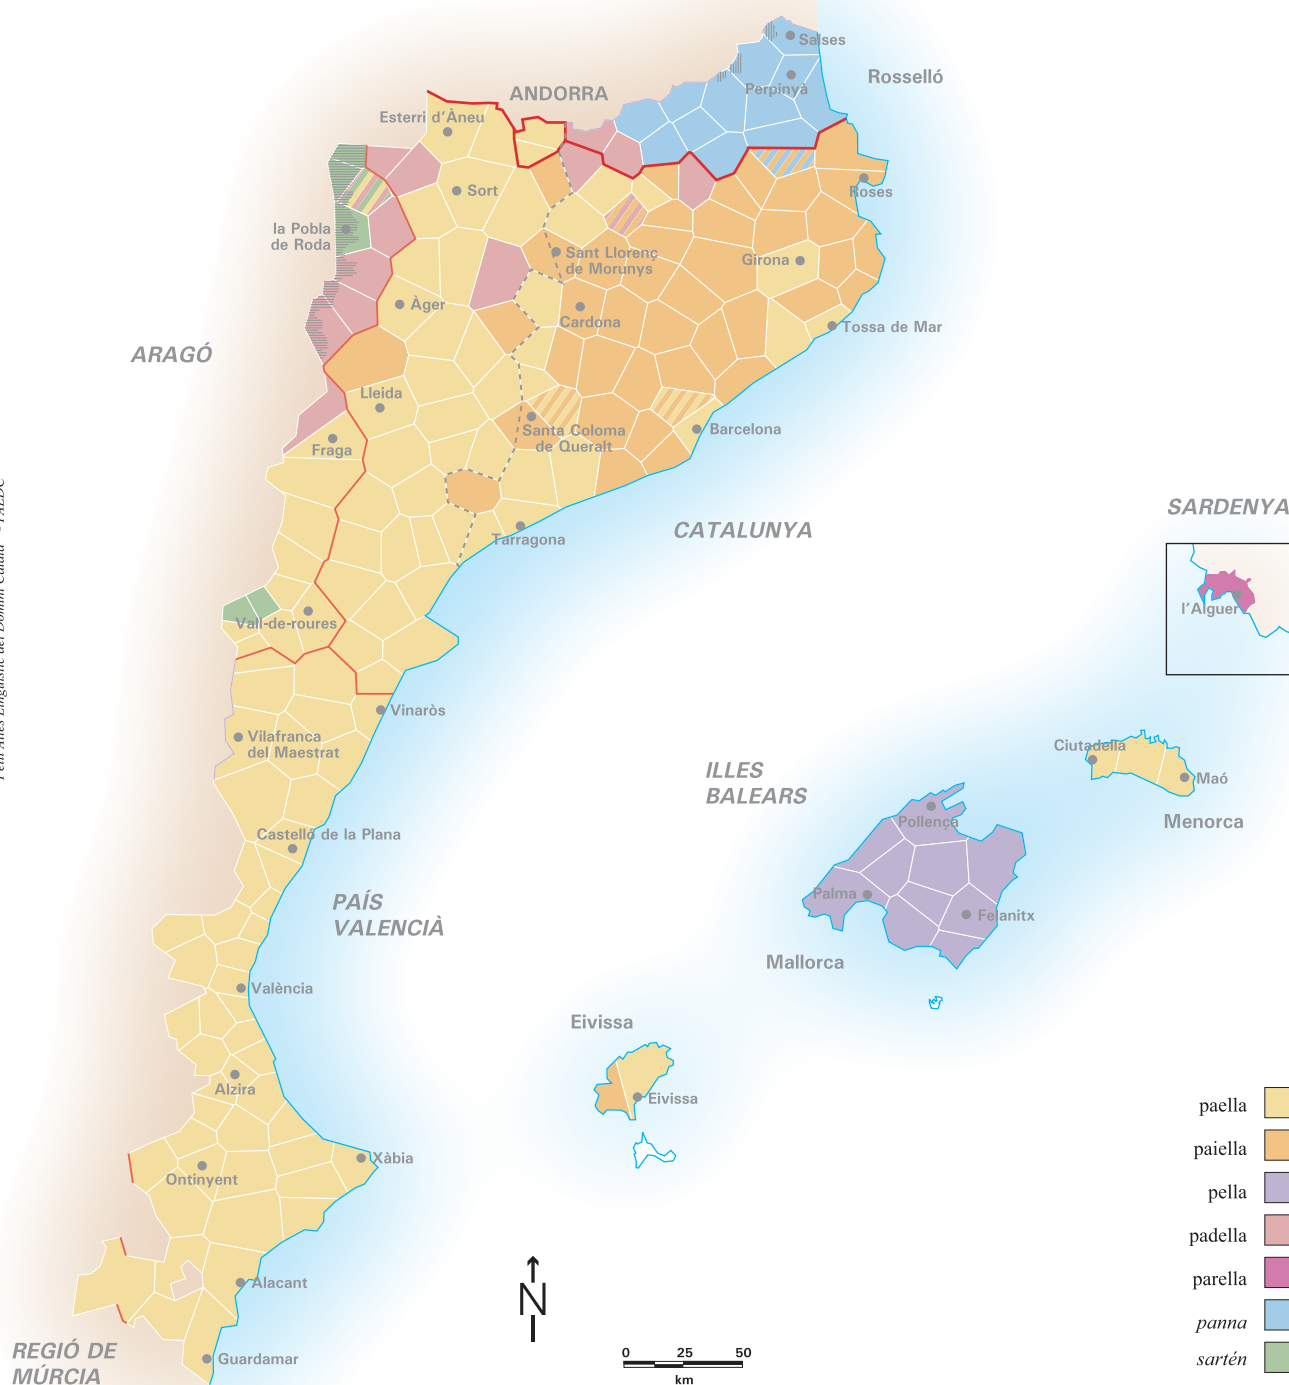 Salses
Rosselló
Perpinyà
ANDORRA
Esterri d'Àneu
Roses
Sort
la Pobla
de Roda
Sant Llorenç
de Morunys
Girona
Àger
Cardona
Tossa de Mar
ARAGÓ
Lleida
Santa Coloma
de Queralt
Barcelona
Fraga
SARDENYA
CATALUNYA
Tarragona
l'Alguer
Vall-de-roures
Vinaròs
Vilafranca
del Maestrat
Ciutadella
Maó
ILLES
BALEARS
Menorca
Pollença
Castelló de la Plana
Palma
Felanitx
PAÍS
VALENCIÀ
Mallorca
València
Eivissa
Alzira
Eivissa
Xàbia
Ontinyent
Alacant
N
REGIÓ DE
MÚRCIA
Guardamar
0 25 50
km
paella
paiella
pella
padella
parella
panna
sartén